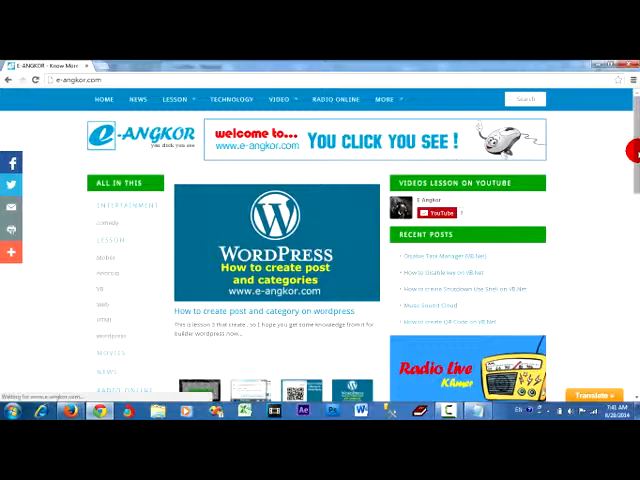 E-ANGKOR - Know More
e-angkor.com
HOME NEWS LESSON TECHNOLOGY VIDEO RADIO ONLINE MORE
Search
e-ANGKOR
you click you see
welcome to...
www.e-angkor.com
YOU CLICK YOU SEE !
ALL IN THIS
ENTERTAINMENT
comedy
LESSON
Mobile
Android
VB
Web
HTML
wordpress
MOVIES
NEWS
RADIO ONLINE
WORDPRESS
How to create post
and categories
www.e-angkor.com
How to create post and category on wordpress
This is lesson 3 that create.. so I hope you get some knowledge from it for
builder wordpress now...
WORDPRESS
VIDEOS LESSON ON YOUTUBE
E Angkor
YouTube
RECENT POSTS
Disable Task Manager (VB.Net)
How to Disable key on VB.Net
How to create Shutdown Use Shell on VB.Net
Music Sound Cloud
How to create QR Code on VB.Net
Radio Live
Khmer
Translate »
Waiting for www.e-angkor.com...
EN
7:41 AM
8/28/2014